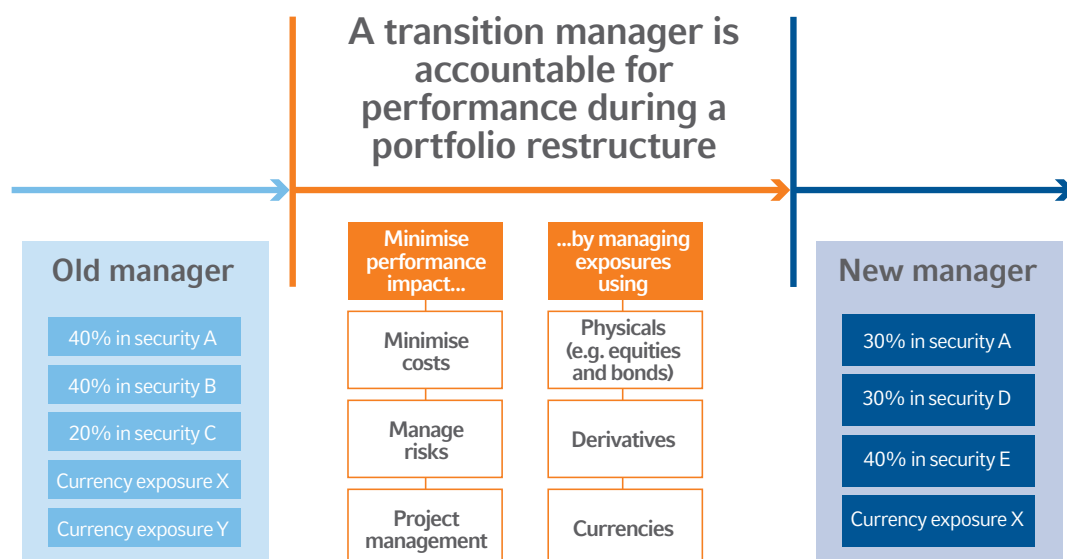 A transition manager is
accountable for
performance during a
portfolio restructure
Old manager
40% in security A
40% in security B
20% in security C
Currency exposure X
Currency exposure Y
Minimise
performance
impact...
Minimise
costs
Manage
risks
Project
management
...by managing
exposures
using
Physicals
(e.g. equities
and bonds)
Derivatives
Currencies
New manager
30% in security A
30% in security D
40% in security E
Currency exposure X